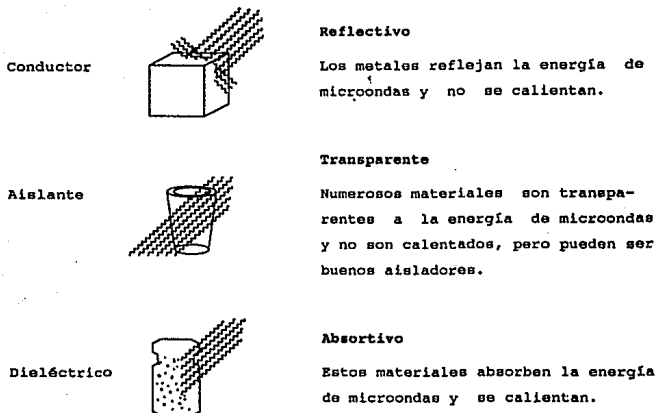 Conductor
Reflectivo
Los metales reflejan la energía de
microondas y no se calientan.
Aislante
Transparente
Numerosos materiales son transpa-
rentes a la energía de microondas
y no son calentados, pero pueden ser
buenos aisladores.
Dieléctrico
Absortivo
Estos materiales absorben la energía
de microondas y se calientan.